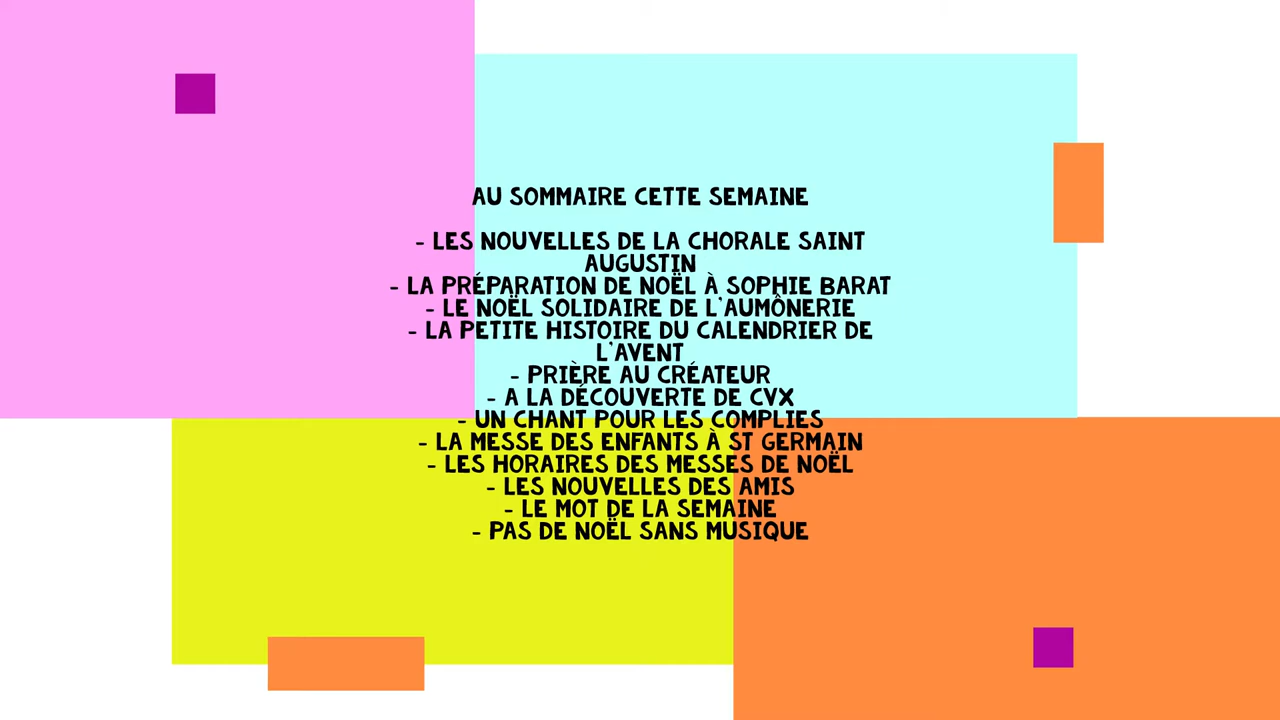 AU SOMMAIRE CETTE SEMAINE
- LES NOUVELLES DE LA CHORALE SAINT
AUGUSTIN
- LA PRÉPARATION DE NOËL À SOPHIE BARAT
- LE NOËL SOLIDAIRE DE L'AUMÔNERIE
- LA PETITE HISTOIRE DU CALENDRIER DE
L'AVENT
- PRIÈRE AU CRÉATEUR
- A LA DÉCOUVERTE DE CVX
- UN CHANT POUR LES COMPLIES
- LA MESSE DES ENFANTS À ST GERMAIN
- LES HORAIRES DES MESSES DE NOËL
- LES NOUVELLES DES AMIS
- LE MOT DE LA SEMAINE
- PAS DE NOËL SANS MUSIQUE